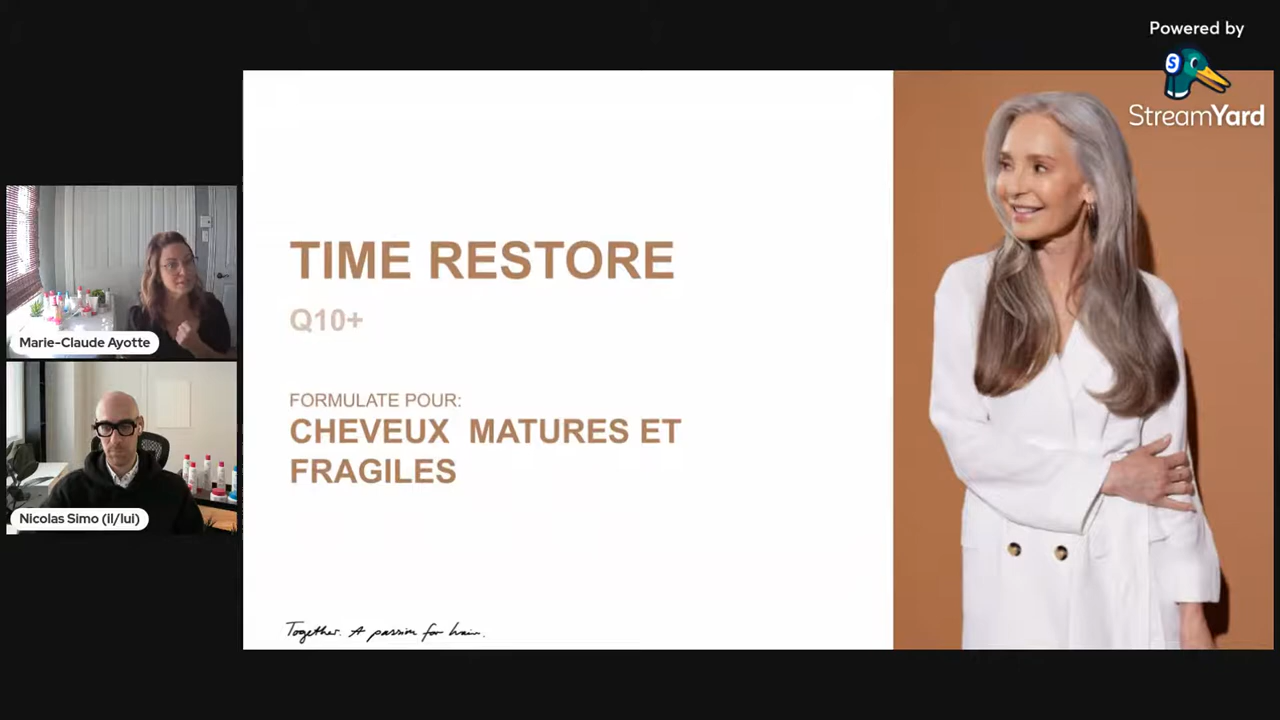 Powered by
S
StreamYard
TIME RESTORE
Q10+
FORMULATE POUR:
CHEVEUX MATURES ET
FRAGILES
Together. A passion for hair.
Marie-Claude Ayotte
Nicolas Simo (il/lui)